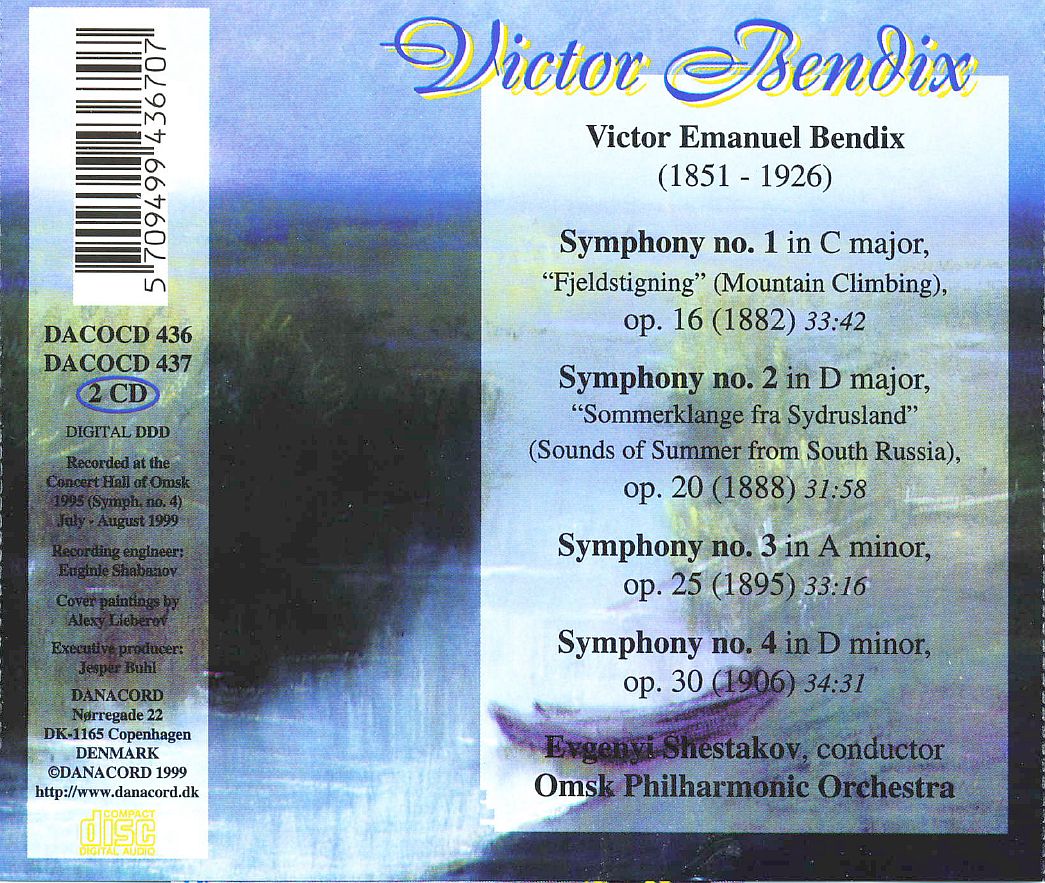 Victor Bendix
Victor Emanuel Bendix
(1851 - 1926)
Symphony no. 1 in C major,
“Fjeldstigning” (Mountain Climbing),
op. 16 (1882) 33:42
Symphony no. 2 in D major,
“Sommerklange fra Sydrusland”
(Sounds of Summer from South Russia),
op. 20 (1888) 31:58
Symphony no. 3 in A minor,
op. 25 (1895) 33:16
Symphony no. 4 in D minor,
op. 30 (1906) 34:31
Evgenyi Shestakov, conductor
Omsk Philharmonic Orchestra
5 709499 436707
DACOCD 436
DACOCD 437
2 CD
DIGITAL DDD
Recorded at the
Concert Hall of Omsk
1995 (Symph. no. 4)
July - August 1999
Recording engineer:
Enginie Shabanov
Cover paintings by
Alexy Lieberov
Executive producer:
Jesper Buhl
DANACORD
Nørregade 22
DK-1165 Copenhagen
DENMARK
©DANACORD 1999
http://www.danacord.dk
COMPACT
disc
DIGITAL AUDIO